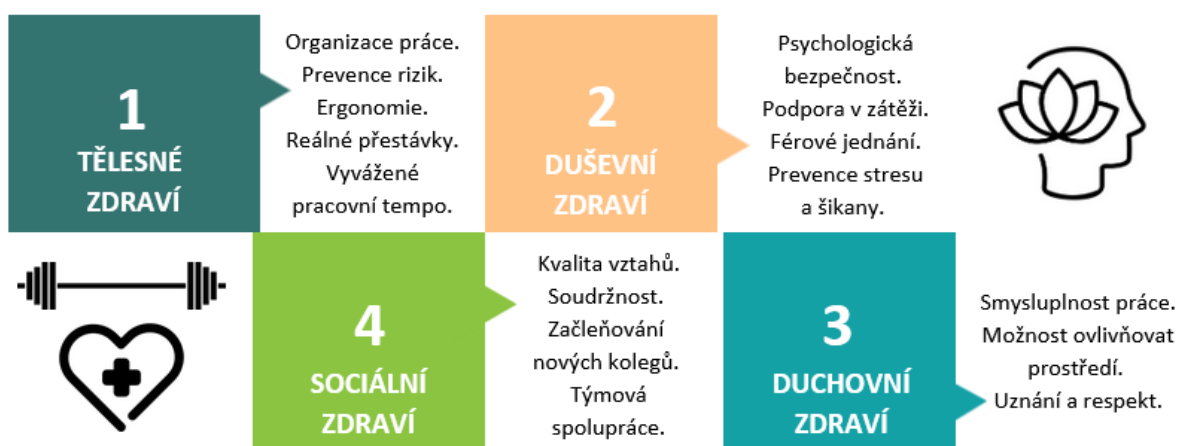 1
TĚLESNÉ
ZDRAVÍ
Organizace práce.
Prevence rizik.
Ergonomie.
Reálné přestávky.
Vyvážené
pracovní tempo.
2
DUŠEVNÍ
ZDRAVÍ
Psychologická
bezpečnost.
Podpora v zátěži.
Férové jednání.
Prevence stresu
a šikany.
4
SOCIÁLNÍ
ZDRAVÍ
Kvalita vztahů.
Soudržnost.
Začleňování
nových kolegů.
Týmová
spolupráce.
3
DUCHOVNÍ
ZDRAVÍ
Smysluplnost práce.
Možnost ovlivňovat
prostředí.
Uznání a respekt.